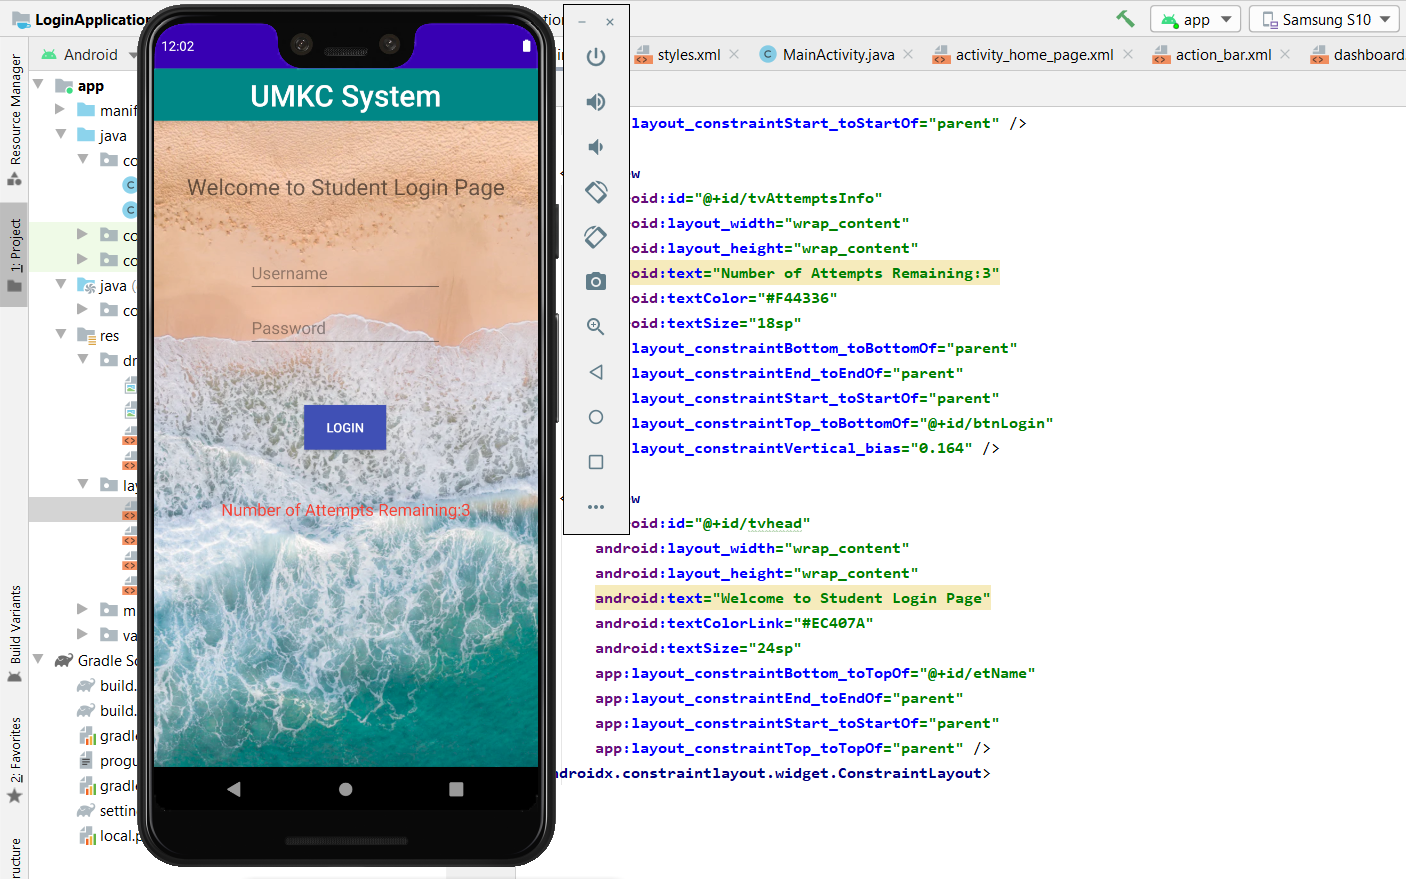 LoginApplication
app
Samsung S10
Android
styles.xml
MainActivity.java
activity_home_page.xml
action_bar.xml
dashboard
Resource Manager
1: Project
Build Variants
2: Favorites
ructure
app
manif
java
co
co
co
java (
co
res
dr
lay
m
va
Gradle Sc
build.
build.
gradle
progu
gradle
settin
local.p
12:02
UMKC System
Welcome to Student Login Page
Username
Password
LOGIN
Number of Attempts Remaining:3
layout_constraintStart_toStartOf="parent" />
w
oid:id="@+id/tvAttemptsInfo"
oid:layout_width="wrap_content"
oid:layout_height="wrap_content"
oid:text="Number of Attempts Remaining:3"
oid:textColor="#F44336"
oid:textSize="18sp"
layout_constraintBottom_toBottomOf="parent"
layout_constraintEnd_toEndOf="parent"
layout_constraintStart_toStartOf="parent"
layout_constraintTop_toBottomOf="@+id/btnLogin"
layout_constraintVertical_bias="0.164" />
w
oid:id="@+id/tvhead"
android:layout_width="wrap_content"
android:layout_height="wrap_content"
android:text="Welcome to Student Login Page"
android:textColorLink="#EC407A"
android:textSize="24sp"
app:layout_constraintBottom_toTopOf="@+id/etName"
app:layout_constraintEnd_toEndOf="parent"
app:layout_constraintStart_toStartOf="parent"
app:layout_constraintTop_toTopOf="parent" />
ndroidx.constraintlayout.widget.ConstraintLayout>